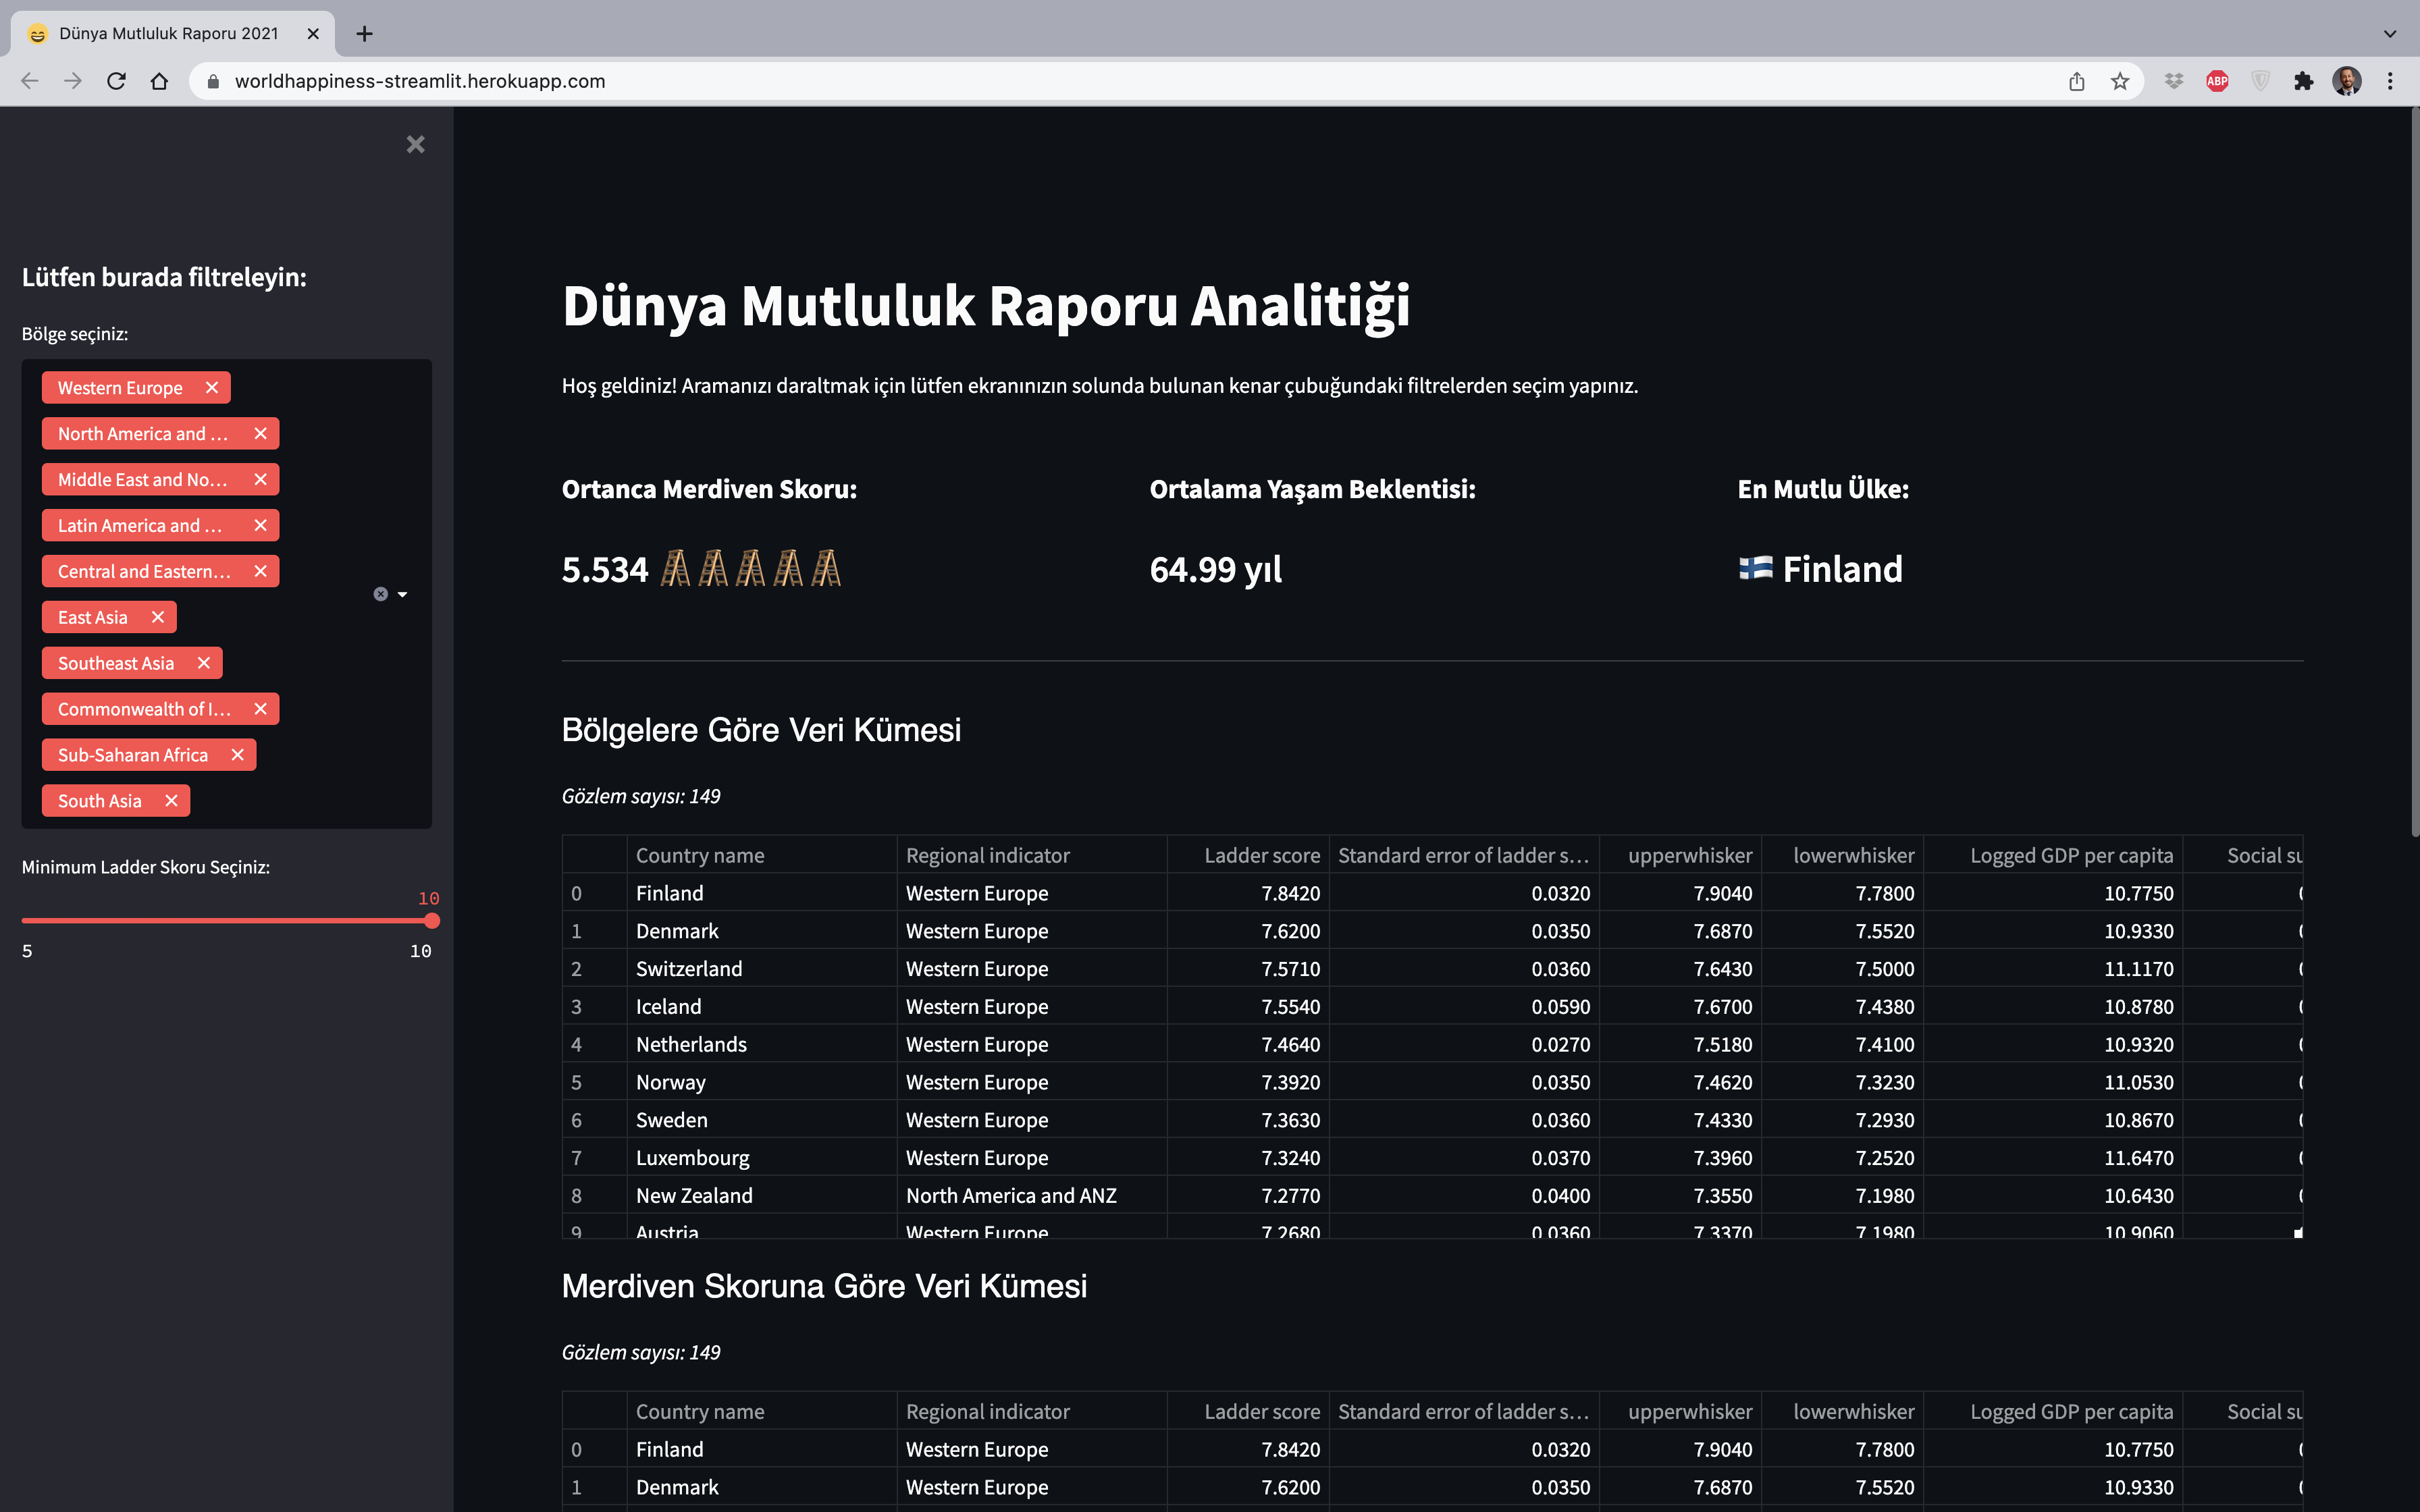 Dünya Mutluluk Raporu 2021
worldhappiness-streamlit.herokuapp.com
ABP
Lütfen burada filtreleyin:
Bölge seçiniz:
Western Europe
North America and ...
Middle East and No...
Latin America and ...
Central and Eastern...
East Asia
Southeast Asia
Commonwealth of I...
Sub-Saharan Africa
South Asia
Minimum Ladder Skoru Seçiniz:
10
5 10
Dünya Mutluluk Raporu Analitiği
Hoş geldiniz! Aramanızı daraltmak için lütfen ekranınızın solunda bulunan kenar çubuğundaki filtrelerden seçim yapınız.
Ortanca Merdiven Skoru: Ortalama Yaşam Beklentisi: En Mutlu Ülke:
5.534 🪜🪜🪜🪜🪜 64.99 yıl 🇫🇮 Finland
Bölgelere Göre Veri Kümesi
Gözlem sayısı: 149
Country name Regional indicator Ladder score Standard error of ladder s... upperwhisker lowerwhisker Logged GDP per capita Social su
0 Finland Western Europe 7.8420 0.0320 7.9040 7.7800 10.7750
1 Denmark Western Europe 7.6200 0.0350 7.6870 7.5520 10.9330
2 Switzerland Western Europe 7.5710 0.0360 7.6430 7.5000 11.1170
3 Iceland Western Europe 7.5540 0.0590 7.6700 7.4380 10.8780
4 Netherlands Western Europe 7.4640 0.0270 7.5180 7.4100 10.9320
5 Norway Western Europe 7.3920 0.0350 7.4620 7.3230 11.0530
6 Sweden Western Europe 7.3630 0.0360 7.4330 7.2930 10.8670
7 Luxembourg Western Europe 7.3240 0.0370 7.3960 7.2520 11.6470
8 New Zealand North America and ANZ 7.2770 0.0400 7.3550 7.1980 10.6430
9 Austria Western Europe 7.2680 0.0360 7.3370 7.1980 10.9060
Merdiven Skoruna Göre Veri Kümesi
Gözlem sayısı: 149
Country name Regional indicator Ladder score Standard error of ladder s... upperwhisker lowerwhisker Logged GDP per capita Social su
0 Finland Western Europe 7.8420 0.0320 7.9040 7.7800 10.7750
1 Denmark Western Europe 7.6200 0.0350 7.6870 7.5520 10.9330